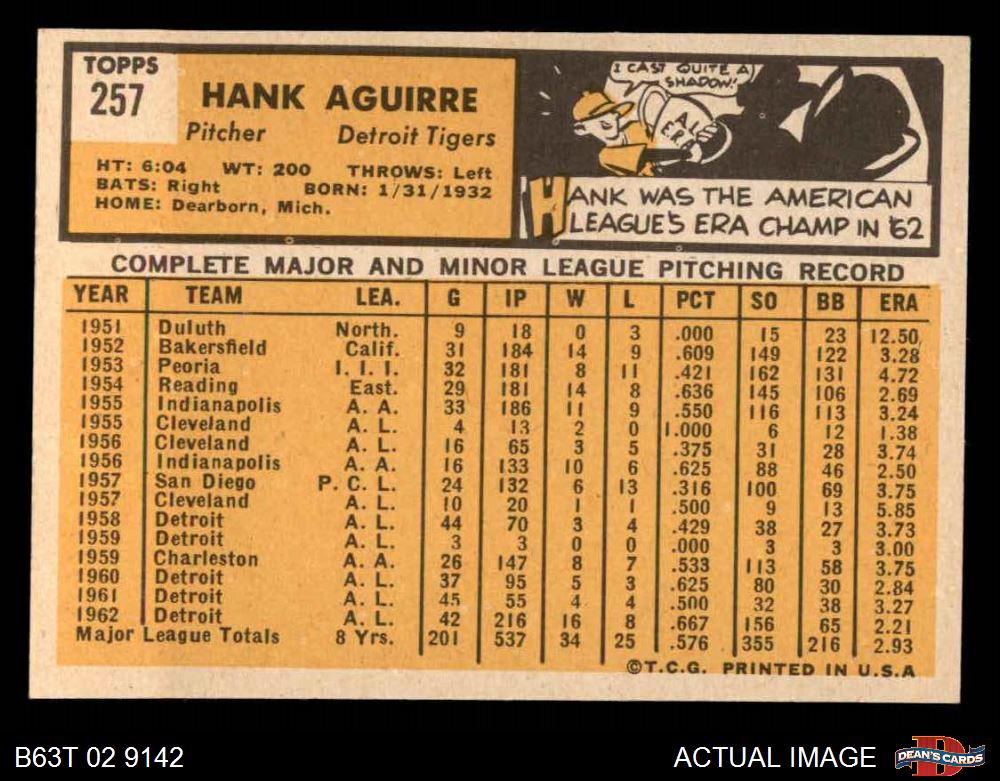 TOPPS
257
HANK AGUIRRE
Pitcher Detroit Tigers
HT: 6:04 WT: 200 THROWS: Left
BATS: Right BORN: 1/31/1932
HOME: Dearborn, Mich.
I CAST QUITE A
SHADOW!
A.L.
ERA
HANK WAS THE AMERICAN
LEAGUE'S ERA CHAMP IN '62
COMPLETE MAJOR AND MINOR LEAGUE PITCHING RECORD
YEAR TEAM LEA. G IP W L PCT SO BB ERA
1951 Duluth North. 9 18 0 3 .000 15 23 12.50
1952 Bakersfield Calif. 31 184 14 9 .609 149 122 3.28
1953 Peoria I. I. I. 32 181 8 11 .421 162 131 4.72
1954 Reading East. 29 181 14 8 .636 145 106 2.69
1955 Indianapolis A. A. 33 186 11 9 .550 116 113 3.24
1955 Cleveland A. L. 4 13 2 0 1.000 6 12 1.38
1956 Cleveland A. L. 16 65 3 5 .375 31 28 3.74
1956 Indianapolis A. A. 16 133 10 6 .625 88 46 2.50
1957 San Diego P. C. L. 24 132 6 13 .316 100 69 3.75
1957 Cleveland A. L. 10 20 1 1 .500 9 13 5.85
1958 Detroit A. L. 44 70 3 4 .429 38 27 3.73
1959 Detroit A. L. 3 3 0 0 .000 3 3 3.00
1959 Charleston A. A. 26 147 8 7 .533 113 58 3.75
1960 Detroit A. L. 37 95 5 3 .625 80 30 2.84
1961 Detroit A. L. 45 55 4 4 .500 32 38 3.27
1962 Detroit A. L. 42 216 16 8 .667 156 65 2.21
Major League Totals 8 Yrs. 201 537 34 25 .576 355 216 2.93
©T.C.G. PRINTED IN U.S.A
B63T 02 9142 ACTUAL IMAGE D DEAN'S CARDS